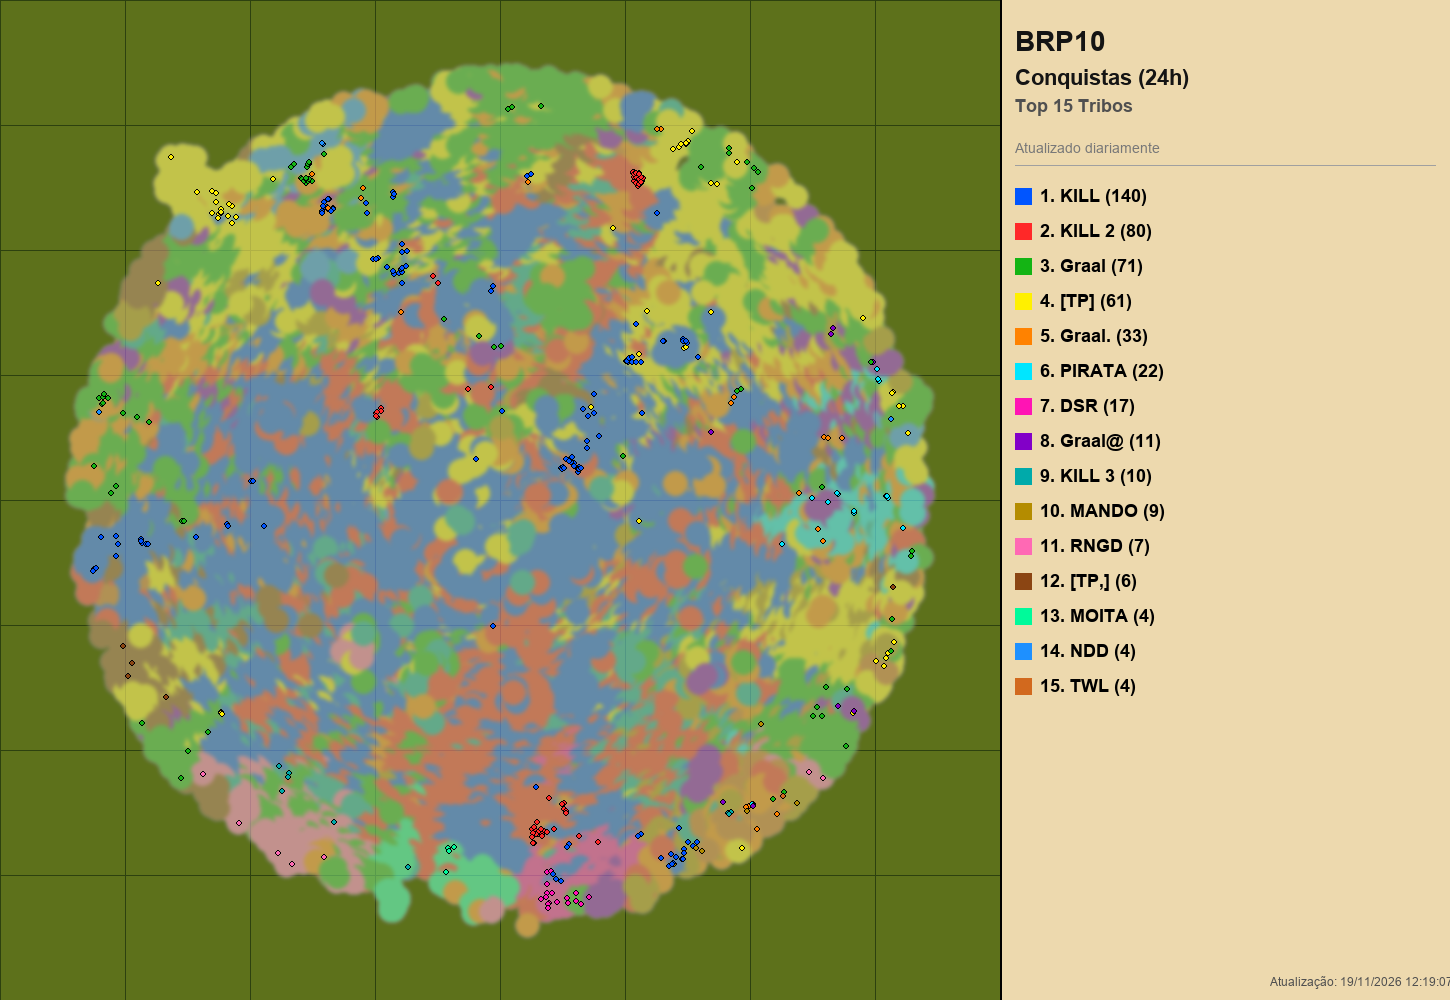 BRP10
Conquistas (24h)
Top 15 Tribos
Atualizado diariamente
1. KILL (140)
2. KILL 2 (80)
3. Graal (71)
4. [TP] (61)
5. Graal. (33)
6. PIRATA (22)
7. DSR (17)
8. Graal@ (11)
9. KILL 3 (10)
10. MANDO (9)
11. RNGD (7)
12. [TP,] (6)
13. MOITA (4)
14. NDD (4)
15. TWL (4)
Atualização: 19/11/2026 12:19:07